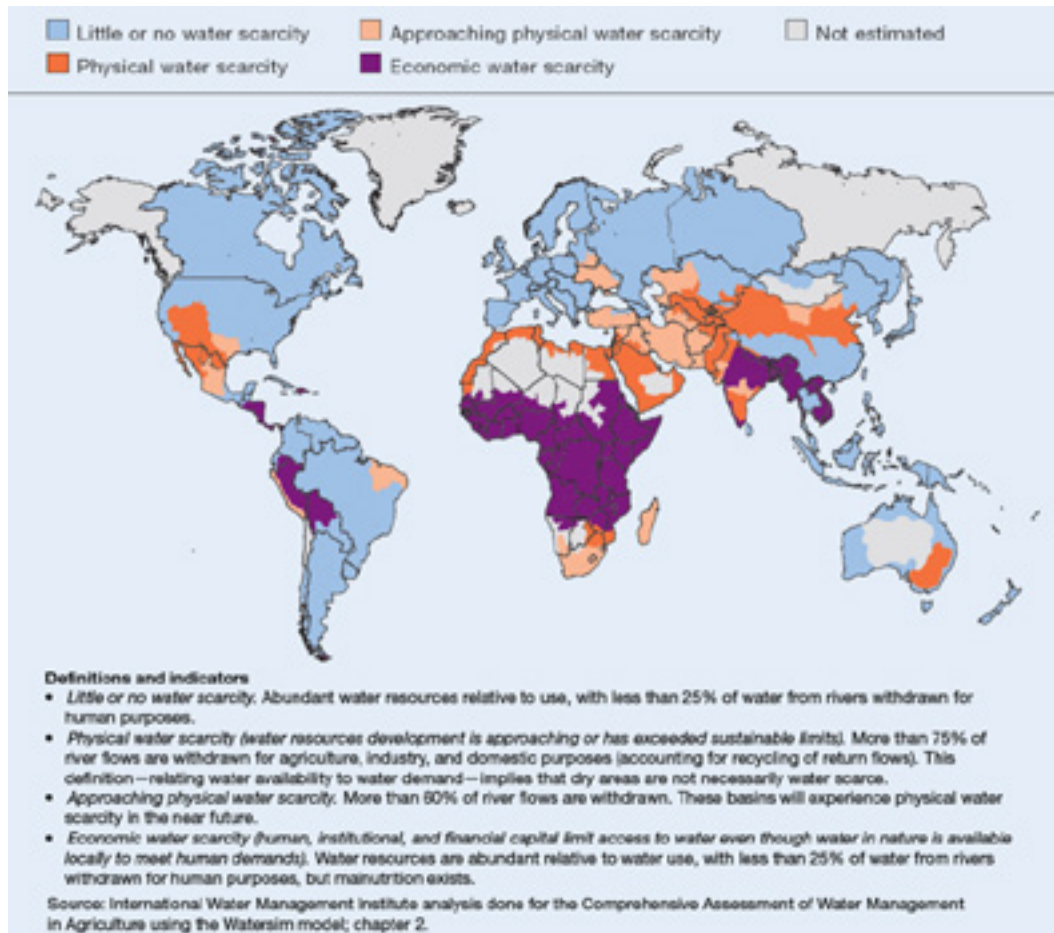 Little or no water scarcity
Approaching physical water scarcity
Not estimated
Physical water scarcity
Economic water scarcity
Definitions and indicators
• Little or no water scarcity. Abundant water resources relative to use, with less than 25% of water from rivers withdrawn for
human purposes.
• Physical water scarcity (water resources development is approaching or has exceeded sustainable limits). More than 75% of
river flows are withdrawn for agriculture, industry, and domestic purposes (accounting for recycling of return flows). This
definition—relating water availability to water demand—implies that dry areas are not necessarily water scarce.
• Approaching physical water scarcity. More than 60% of river flows are withdrawn. These basins will experience physical water
scarcity in the near future.
• Economic water scarcity (human, institutional, and financial capital limit access to water even though water in nature is available
locally to meet human demands). Water resources are abundant relative to water use, with less than 25% of water from rivers
withdrawn for human purposes, but malnutrition exists.
Source: International Water Management Institute analysis done for the Comprehensive Assessment of Water Management
in Agriculture using the Watersim model; chapter 2.